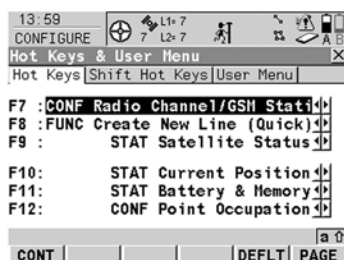 13:59
CONFIGURE
7
L1= 7
L2= 7
A B
Hot Keys & User Menu X
Hot Keys Shift Hot Keys User Menu
F7 :CONF Radio Channel/GSM Stati
F8 :FUNC Create New Line (Quick)
F9 : STAT Satellite Status
F10: STAT Current Position
F11: STAT Battery & Memory
F12: CONF Point Occupation
a
CONT DEFLT PAGE